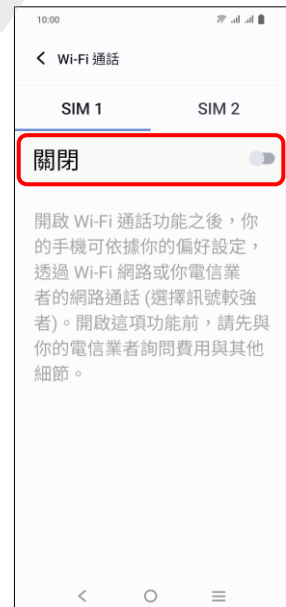 10:00
Wi-Fi 通話
SIM 1 SIM 2
關閉
開啟 Wi-Fi 通話功能之後，你
的手機可依據你的偏好設定，
透過 Wi-Fi 網路或你電信業
者的網路通話 (選擇訊號較強
者)。開啟這項功能前，請先與
你的電信業者詢問費用與其他
細節。